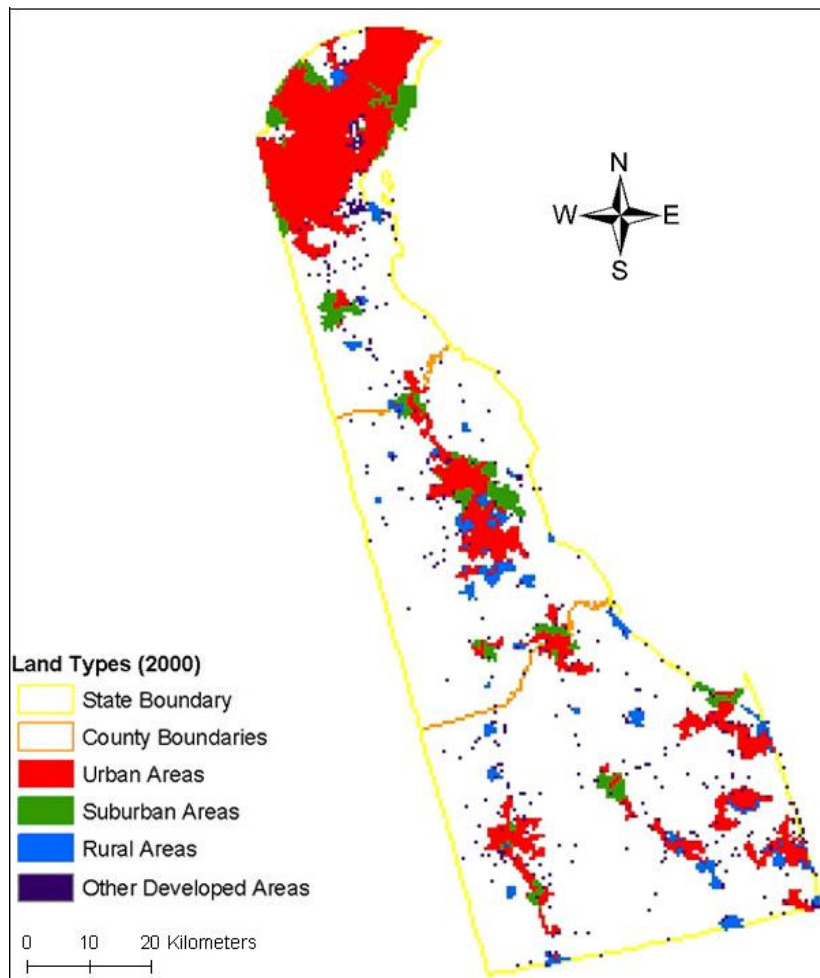 N
W E
S
Land Types (2000)
State Boundary
County Boundaries
Urban Areas
Suburban Areas
Rural Areas
Other Developed Areas
0 10 20 Kilometers